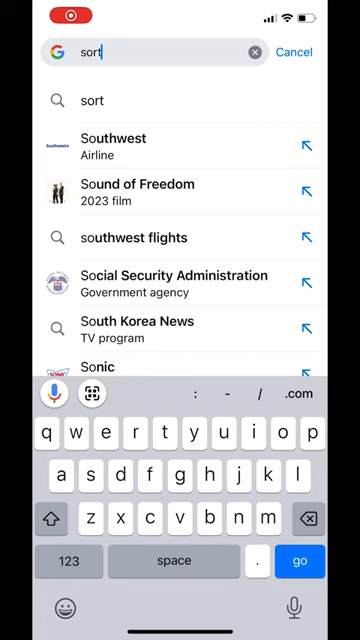 sort
Cancel
sort
Southwest
Airline
Sound of Freedom
2023 film
southwest flights
Social Security Administration
Government agency
South Korea News
TV program
Sonic
: - / .com
q w e r t y u i o p
a s d f g h j k l
z x c v b n m
123 space . go